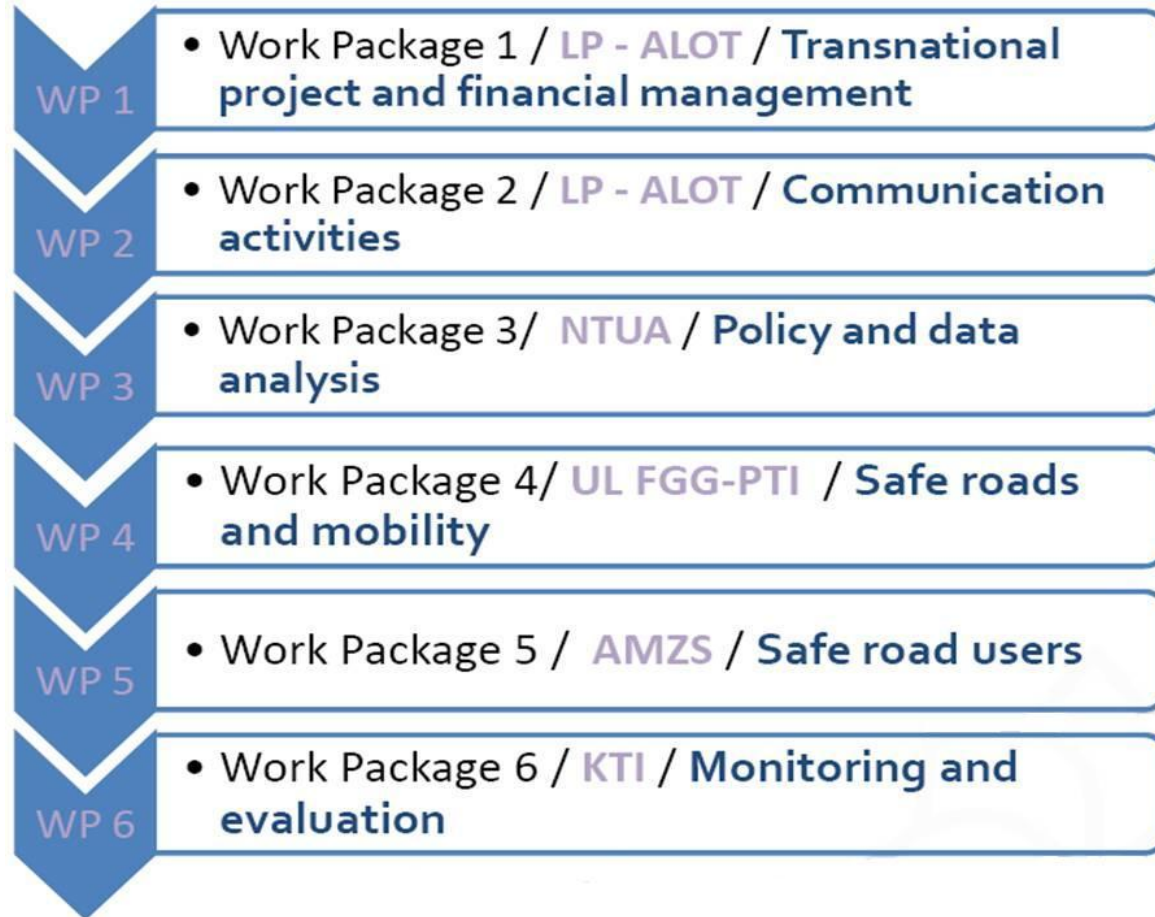 WP 1
• Work Package 1 / LP - ALOT / Transnational
project and financial management
WP 2
• Work Package 2 / LP - ALOT / Communication
activities
WP 3
• Work Package 3/ NTUA / Policy and data
analysis
WP 4
• Work Package 4/ UL FGG-PTI / Safe roads
and mobility
WP 5
• Work Package 5 / AMZS / Safe road users
WP 6
• Work Package 6 / KTI / Monitoring and
evaluation